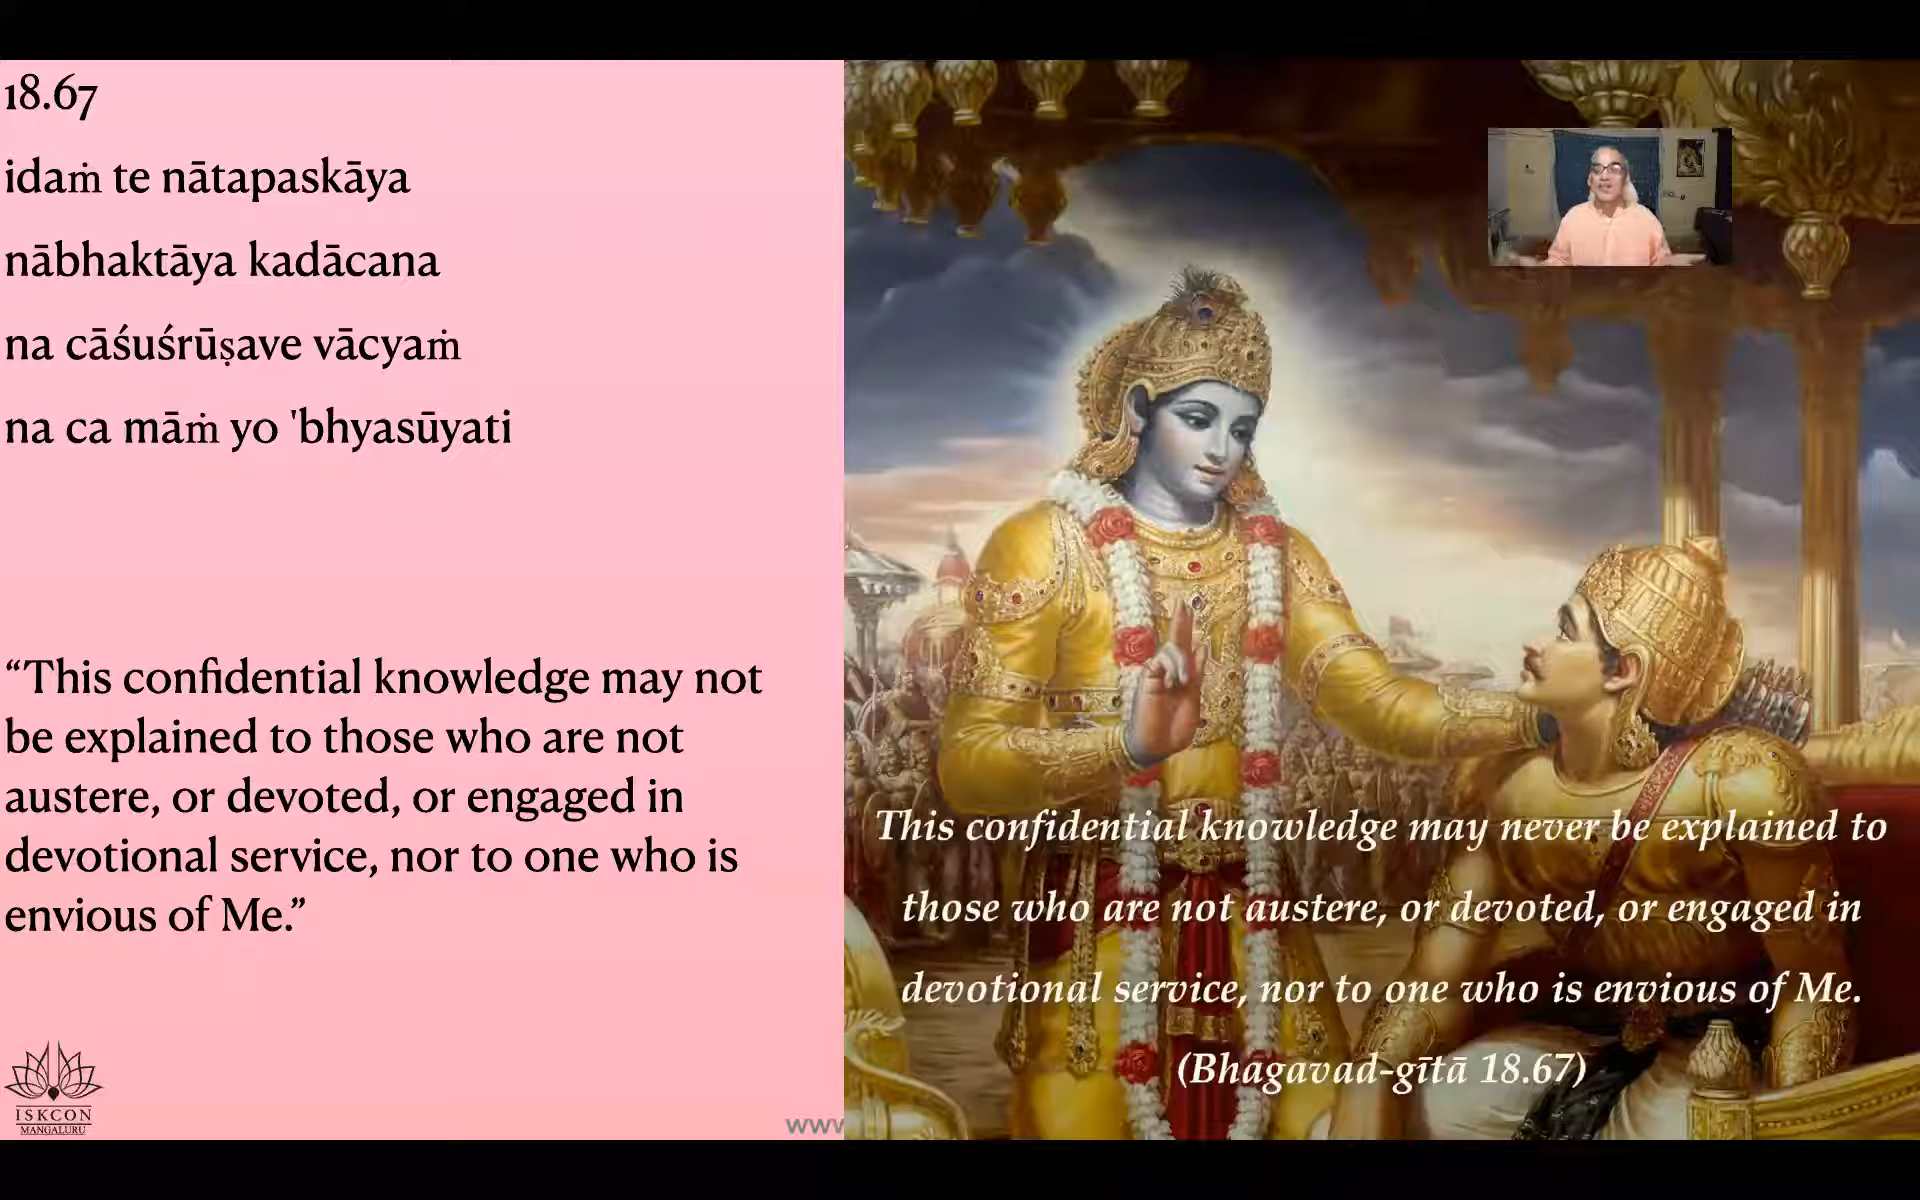 18.67
idaṁ te nātapaskāya
nābhaktāya kadācana
na cāśuśrūṣave vācyaṁ
na ca māṁ yo 'bhyasūyati
“This confidential knowledge may not
be explained to those who are not
austere, or devoted, or engaged in
devotional service, nor to one who is
envious of Me.”
ISKCON
MANGALURU
www
This confidential knowledge may never be explained to
those who are not austere, or devoted, or engaged in
devotional service, nor to one who is envious of Me.
(Bhagavad-gītā 18.67)